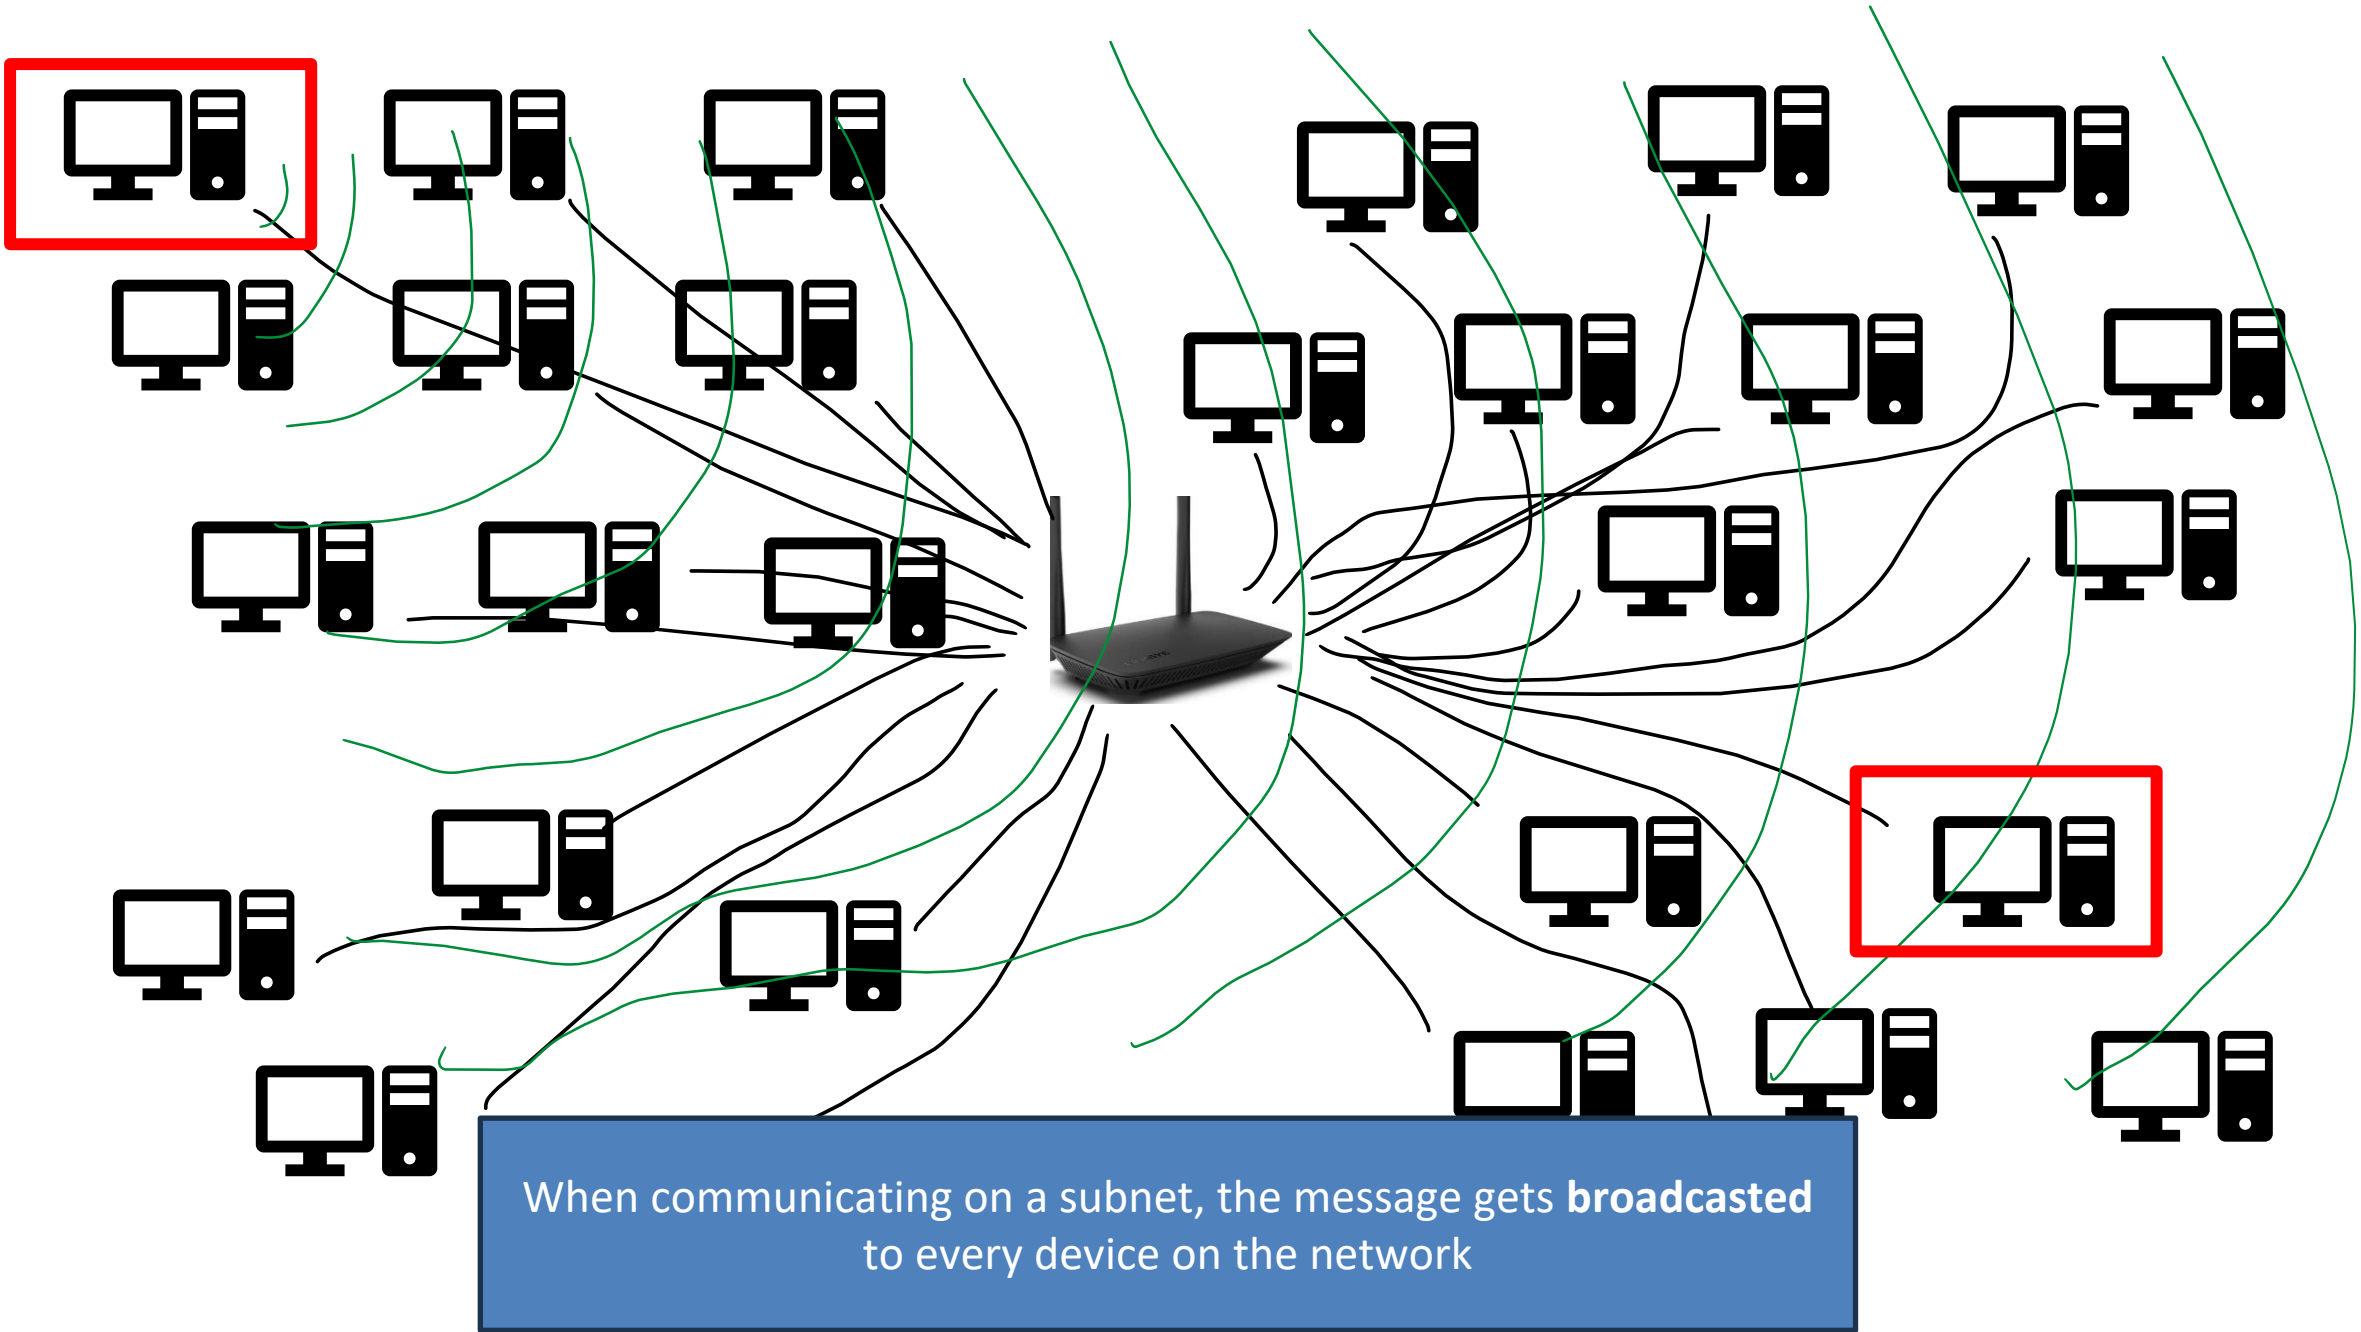 When communicating on a subnet, the message gets broadcasted
to every device on the network